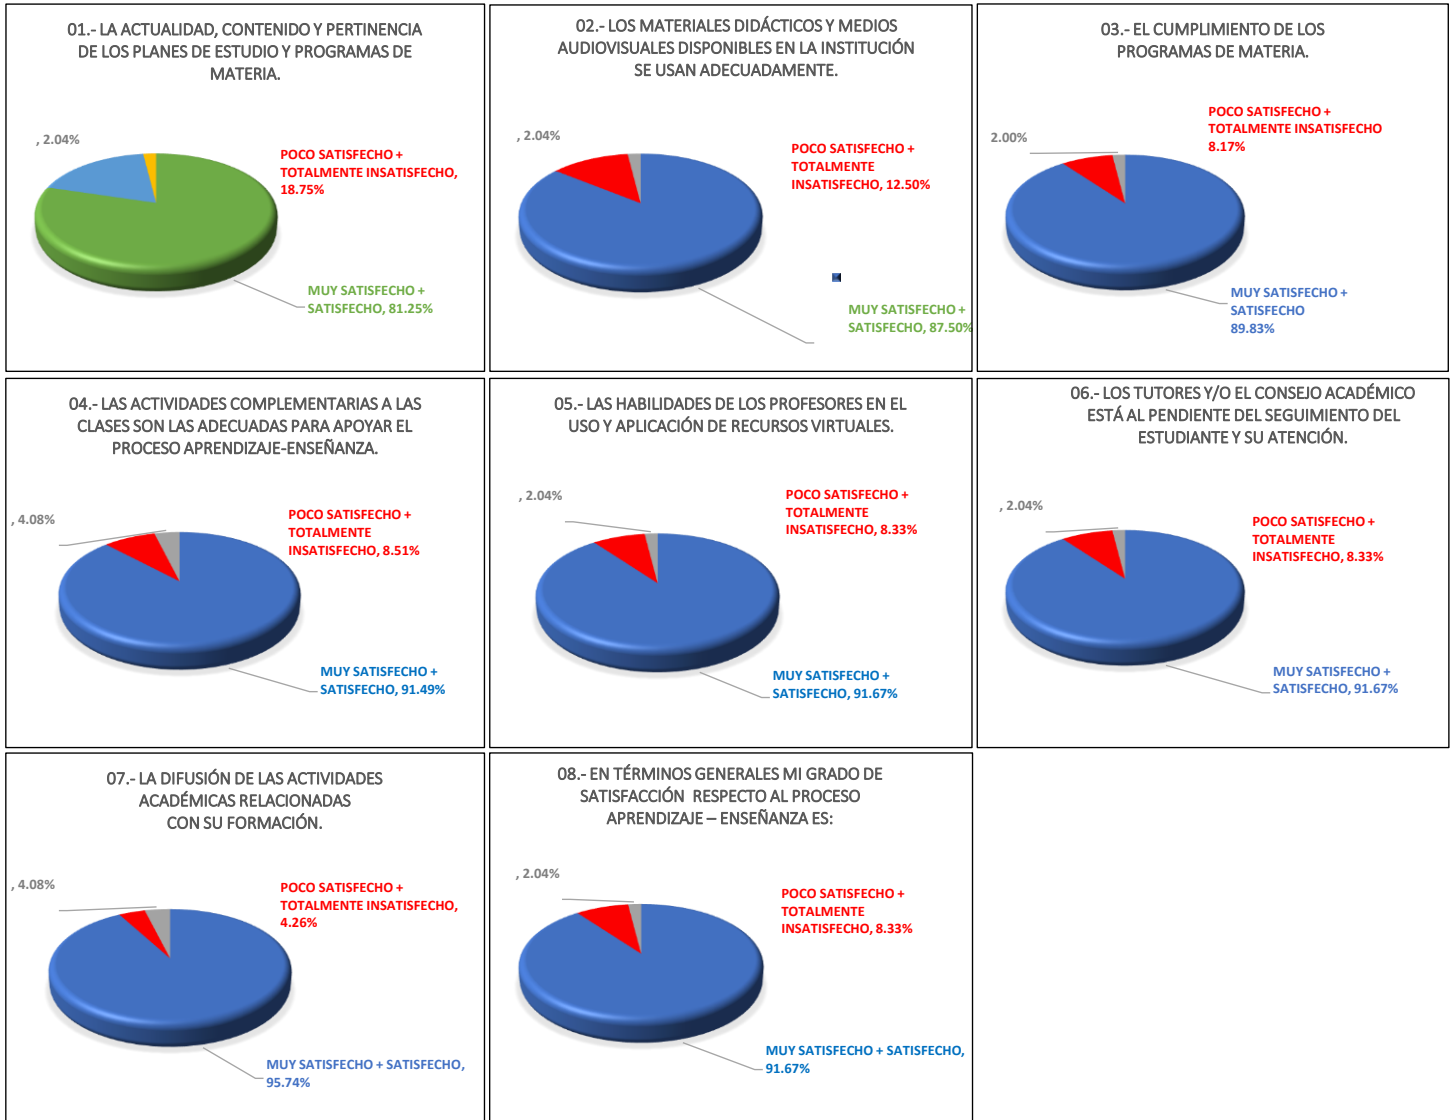 01.- LA ACTUALIDAD, CONTENIDO Y PERTINENCIA
DE LOS PLANES DE ESTUDIO Y PROGRAMAS DE
MATERIA.
, 2.04%
POCO SATISFECHO +
TOTALMENTE INSATISFECHO,
18.75%
MUY SATISFECHO +
SATISFECHO, 81.25%
02.- LOS MATERIALES DIDÁCTICOS Y MEDIOS
AUDIOVISUALES DISPONIBLES EN LA INSTITUCIÓN
SE USAN ADECUADAMENTE.
, 2.04%
POCO SATISFECHO +
TOTALMENTE
INSATISFECHO, 12.50%
MUY SATISFECHO +
SATISFECHO, 87.50%
03.- EL CUMPLIMIENTO DE LOS
PROGRAMAS DE MATERIA.
2.00%
POCO SATISFECHO +
TOTALMENTE INSATISFECHO
8.17%
MUY SATISFECHO +
SATISFECHO
89.83%
04.- LAS ACTIVIDADES COMPLEMENTARIAS A LAS
CLASES SON LAS ADECUADAS PARA APOYAR EL
PROCESO APRENDIZAJE-ENSEÑANZA.
, 4.08%
POCO SATISFECHO +
TOTALMENTE
INSATISFECHO, 8.51%
MUY SATISFECHO +
SATISFECHO, 91.49%
05.- LAS HABILIDADES DE LOS PROFESORES EN EL
USO Y APLICACIÓN DE RECURSOS VIRTUALES.
, 2.04%
POCO SATISFECHO +
TOTALMENTE
INSATISFECHO, 8.33%
MUY SATISFECHO +
SATISFECHO, 91.67%
06.- LOS TUTORES Y/O EL CONSEJO ACADÉMICO
ESTÁ AL PENDIENTE DEL SEGUIMIENTO DEL
ESTUDIANTE Y SU ATENCIÓN.
, 2.04%
POCO SATISFECHO +
TOTALMENTE
INSATISFECHO, 8.33%
MUY SATISFECHO +
SATISFECHO, 91.67%
07.- LA DIFUSIÓN DE LAS ACTIVIDADES
ACADÉMICAS RELACIONADAS
CON SU FORMACIÓN.
, 4.08%
POCO SATISFECHO +
TOTALMENTE INSATISFECHO,
4.26%
MUY SATISFECHO + SATISFECHO,
95.74%
08.- EN TÉRMINOS GENERALES MI GRADO DE
SATISFACCIÓN  RESPECTO AL PROCESO
APRENDIZAJE – ENSEÑANZA ES:
, 2.04%
POCO SATISFECHO +
TOTALMENTE
INSATISFECHO, 8.33%
MUY SATISFECHO + SATISFECHO,
91.67%